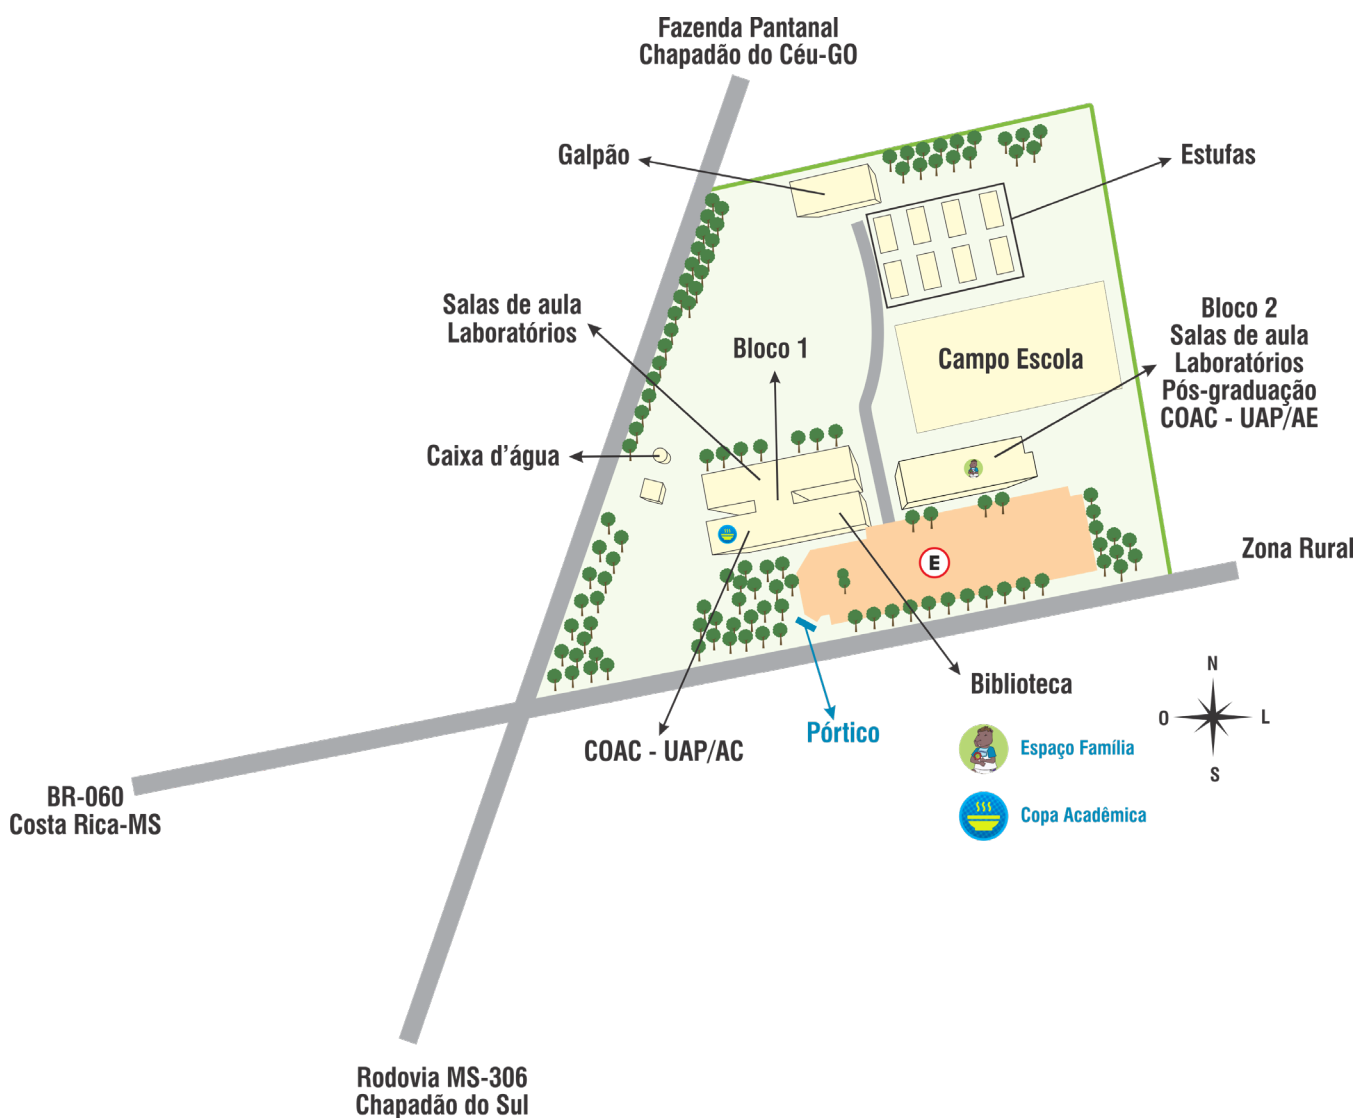 Fazenda Pantanal
Chapadão do Céu-GO
Galpão
Estufas
Salas de aula
Laboratórios
Bloco 1
Campo Escola
Bloco 2
Salas de aula
Laboratórios
Pós-graduação
COAC - UAP/AE
Caixa d'água
E
Zona Rural
Biblioteca
Pórtico
COAC - UAP/AC
N
O
L
S
Espaço Família
Copa Acadêmica
BR-060
Costa Rica-MS
Rodovia MS-306
Chapadão do Sul